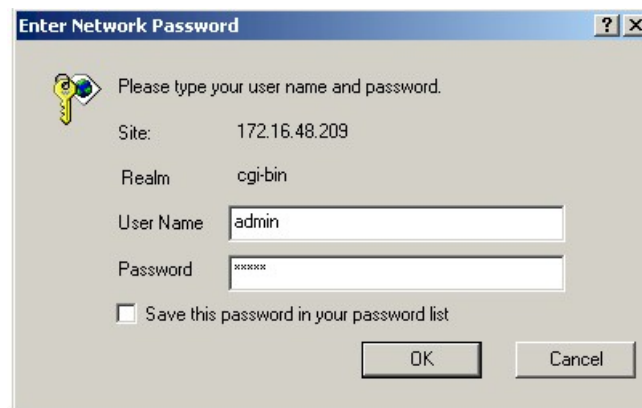 Enter Network Password
Please type your user name and password.
Site: 172.16.48.209
Realm cgi-bin
User Name admin
Password *****
Save this password in your password list
OK Cancel